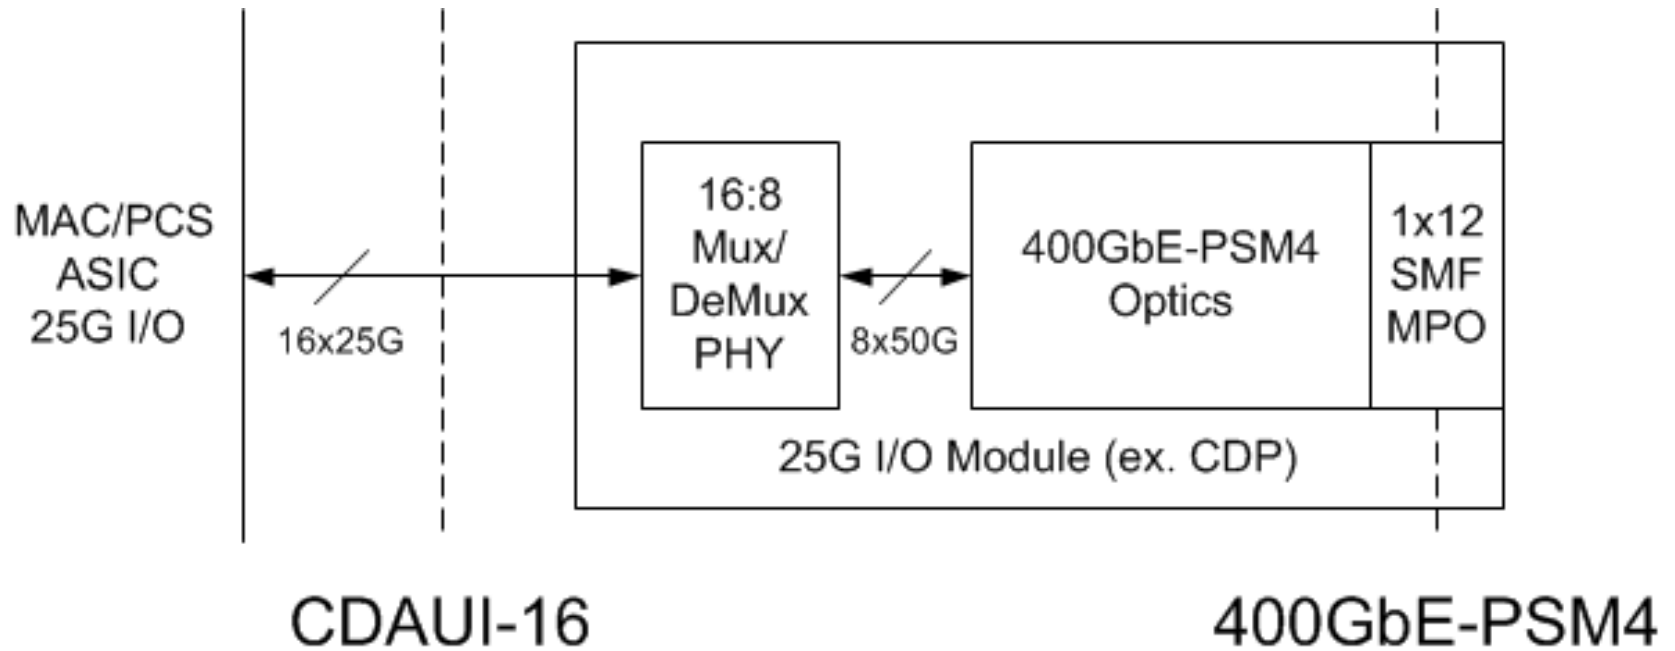 MAC/PCS
ASIC
25G I/O
16x25G
16:8
Mux/
DeMux
PHY
8x50G
400GbE-PSM4
Optics
1x12
SMF
MPO
25G I/O Module (ex. CDP)
CDAUI-16
400GbE-PSM4